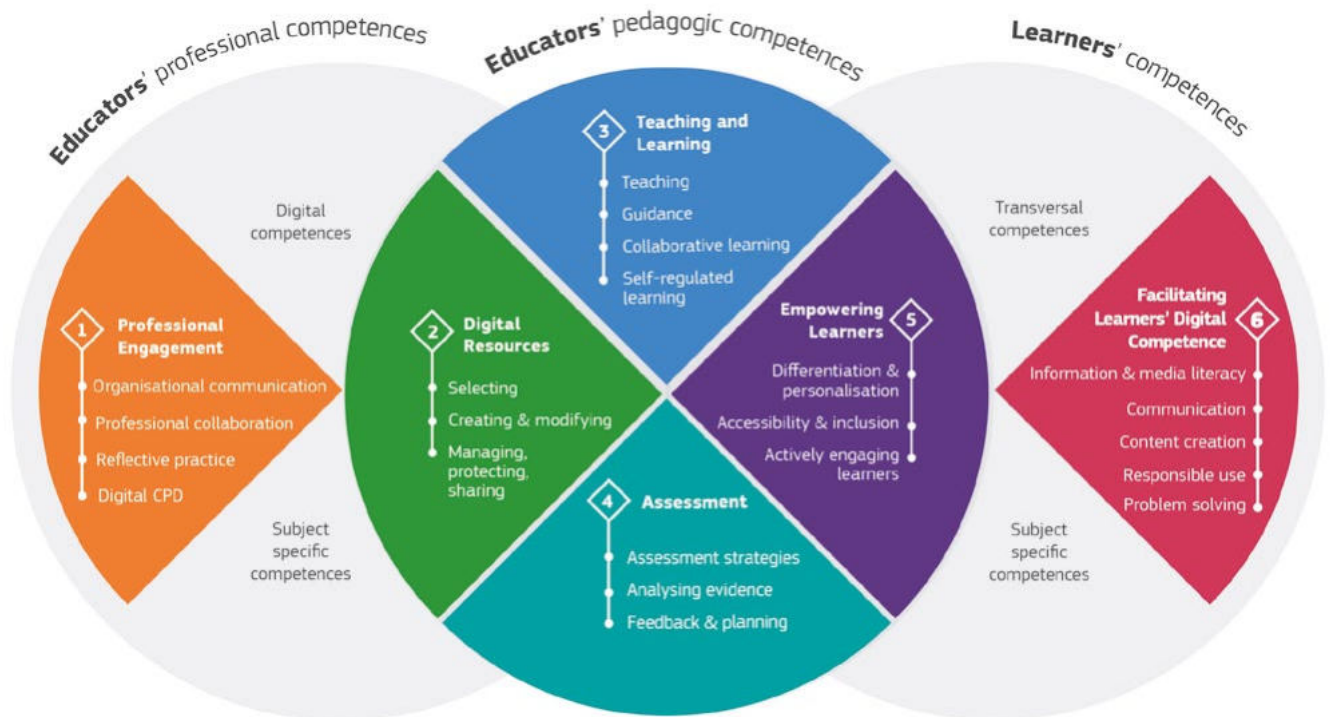 Educators' professional competences
Educators' pedagogic competences
Learners' competences
Digital
competences
Subject
specific
competences
1
Professional
Engagement
Organisational communication
Professional collaboration
Reflective practice
Digital CPD
2
Digital
Resources
Selecting
Creating & modifying
Managing,
protecting,
sharing
3
Teaching and
Learning
Teaching
Guidance
Collaborative learning
Self-regulated
learning
4
Assessment
Assessment strategies
Analysing evidence
Feedback & planning
Empowering
Learners
5
Differentiation &
personalisation
Accessibility & inclusion
Actively engaging
learners
Transversal
competences
Subject
specific
competences
Facilitating
Learners' Digital
Competence
6
Information & media literacy
Communication
Content creation
Responsible use
Problem solving